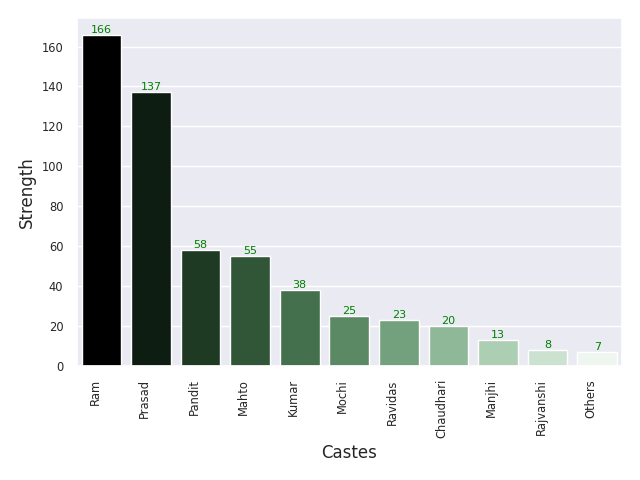 166
160
140
137
120
100
80
60
58
55
40
38
25
23
20
20
13
8
7
0
Strength
Ram
Prasad
Pandit
Mahto
Kumar
Mochi
Ravidas
Chaudhari
Manjhi
Rajvanshi
Others
Castes